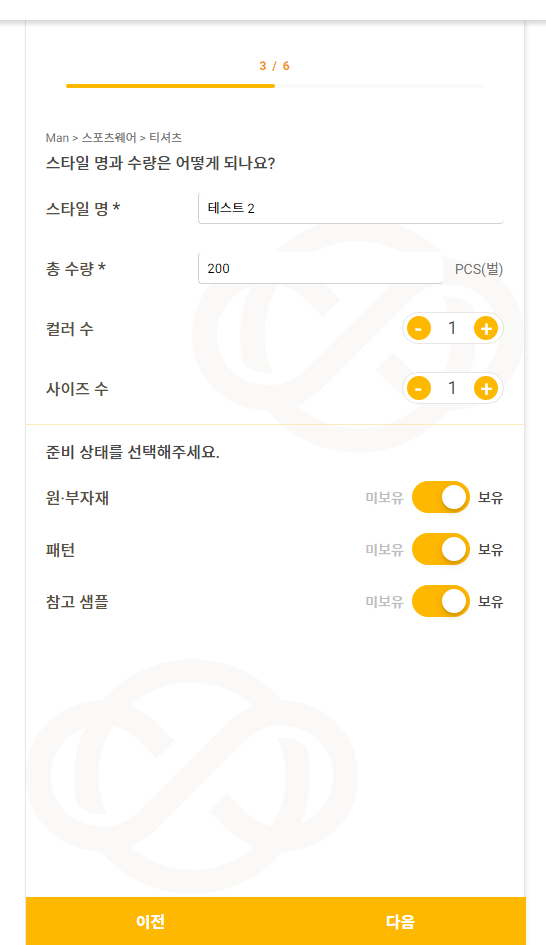 3 / 6
Man > 스포츠웨어 > 티셔츠
스타일 명과 수량은 어떻게 되나요?
스타일 명 * 테스트 2
총 수량 * 200 PCS(벌)
컬러 수 - 1 +
사이즈 수 - 1 +
준비 상태를 선택해주세요.
원·부자재 미보유 보유
패턴 미보유 보유
참고 샘플 미보유 보유
이전 다음